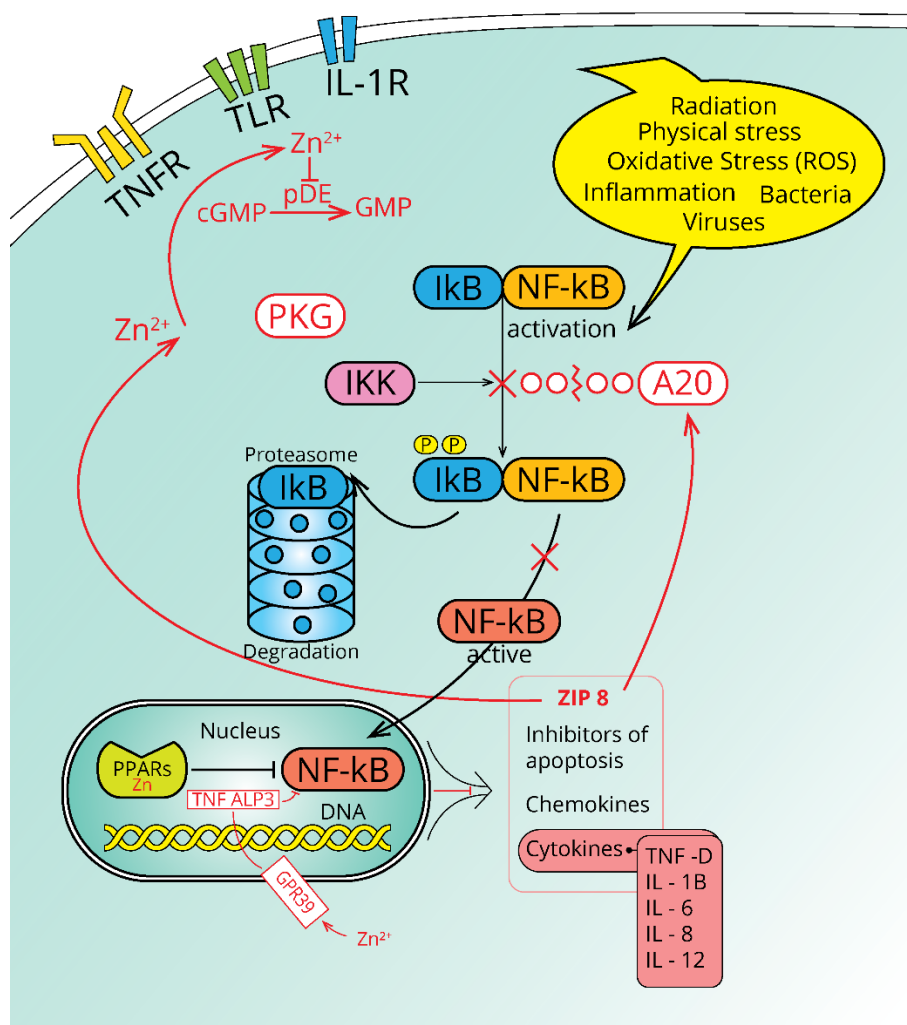 IL-1R
TLR
TNFR
Radiation
Physical stress
Oxidative Stress (ROS)
Inflammation Bacteria
Viruses
Zn²⁺
pDE
cGMP GMP
IkB NF-kB
activation
PKG
Zn²⁺
IKK
A20
P P
IkB NF-kB
Proteasome
IkB
Degradation
NF-kB
active
ZIP 8
Inhibitors of
apoptosis
Chemokines
Cytokines
TNF -D
IL - 1B
IL - 6
IL - 8
IL - 12
Nucleus
PPARs
Zn
NF-kB
TNF ALP3
DNA
GPR39
Zn²⁺